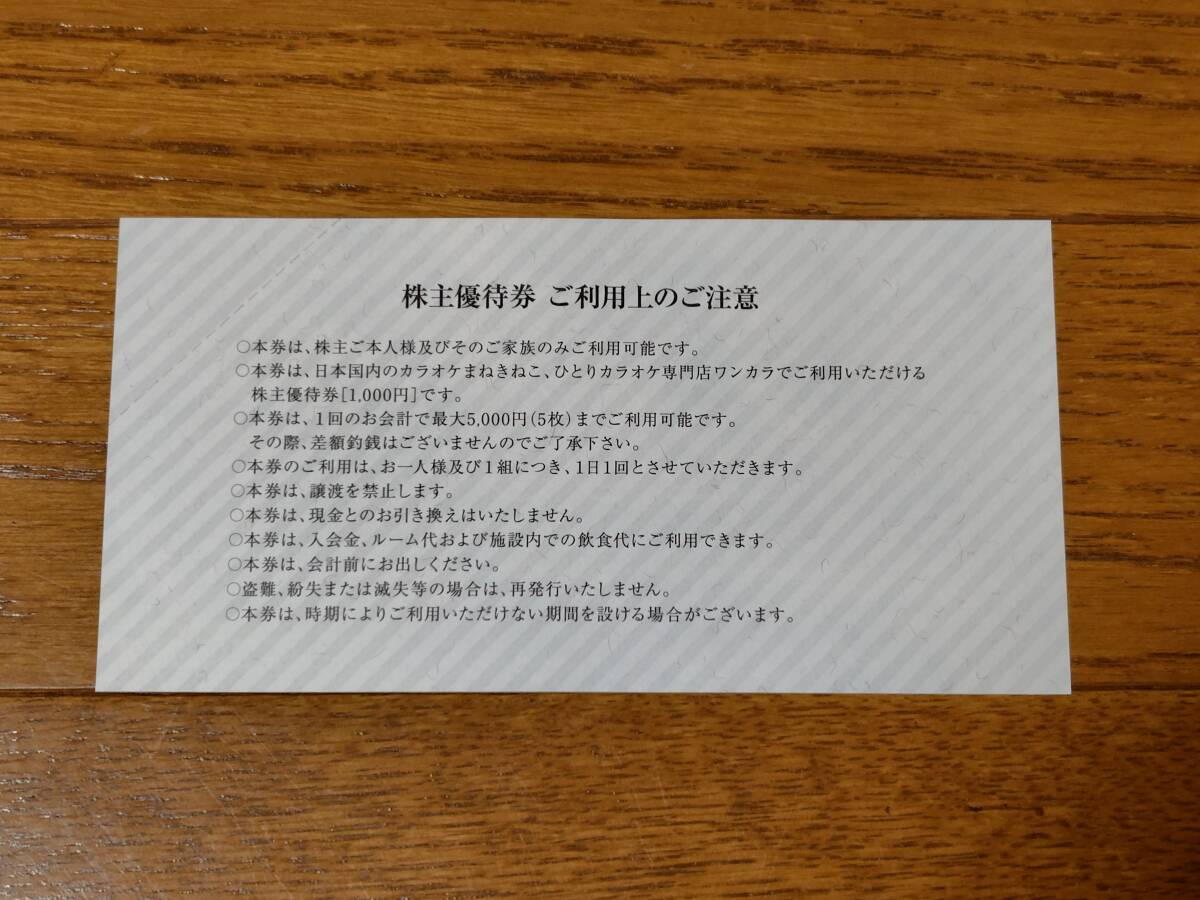 株主優待券 ご利用上のご注意
○本券は、株主ご本人様及びそのご家族のみご利用可能です。
○本券は、日本国内のカラオケまねきねこ、ひとりカラオケ専門店ワンカラでご利用いただける
株主優待券[1,000円]です。
○本券は、1回のお会計で最大5,000円(5枚)までご利用可能です。
その際、差額釣銭はございませんのでご了承下さい。
○本券のご利用は、お一人様及び1組につき、1日1回とさせていただきます。
○本券は、譲渡を禁止します。
○本券は、現金とのお引き換えはいたしません。
○本券は、入会金、ルーム代および施設内での飲食代にご利用できます。
○本券は、会計前にお出しください。
○盗難、紛失または滅失等の場合は、再発行いたしません。
○本券は、時期によりご利用いただけない期間を設ける場合がございます。